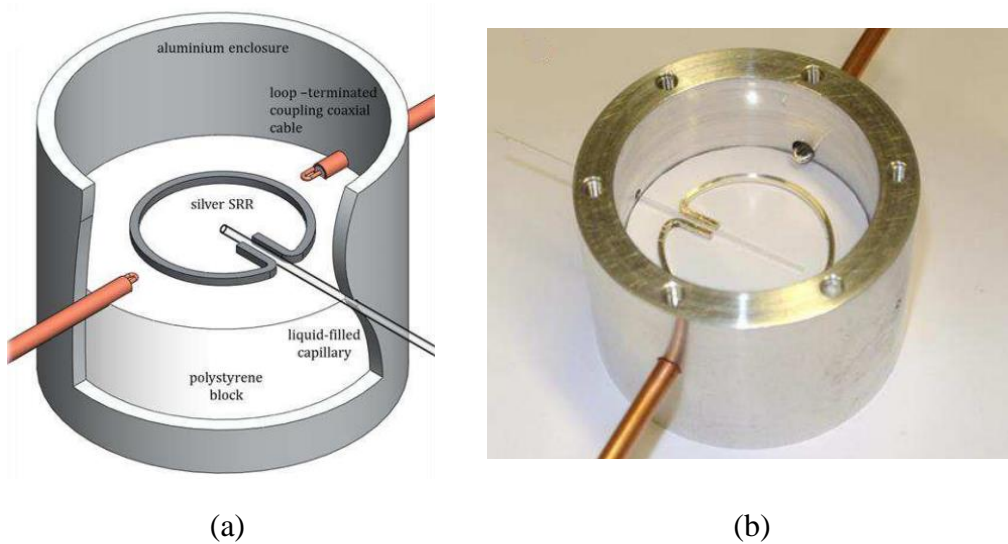 aluminium enclosure
loop –terminated
coupling coaxial
cable
silver SRR
liquid-filled
capillary
polystyrene
block
(a)
(b)